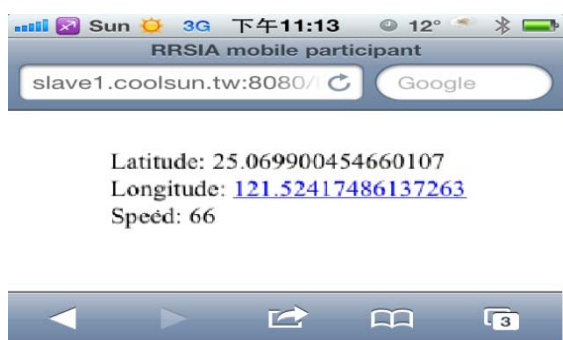 Sun 3G 下午11:13 12°
RRSIA mobile participant
slave1.coolsun.tw:8080/ Google
Latitude: 25.069900454660107
Longitude: 121.52417486137263
Speed: 66
3